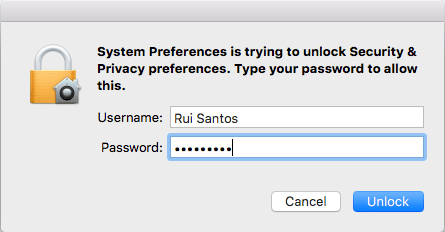 System Preferences is trying to unlock Security &
Privacy preferences. Type your password to allow
this.
Username: Rui Santos
Password: •••••••••
Cancel Unlock